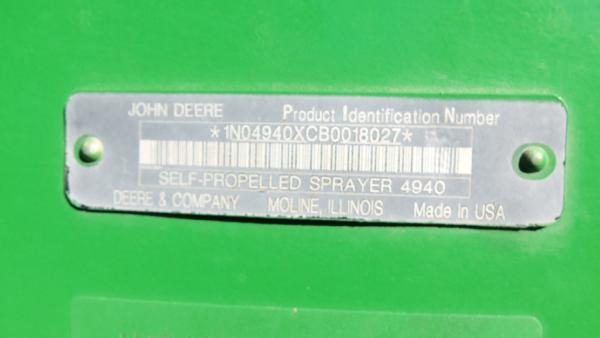 JOHN DEERE Product Identification Number
*1N04940XCB0018027*
SELF-PROPELLED SPRAYER 4940
DEERE & COMPANY MOLINE, ILLINOIS Made in USA